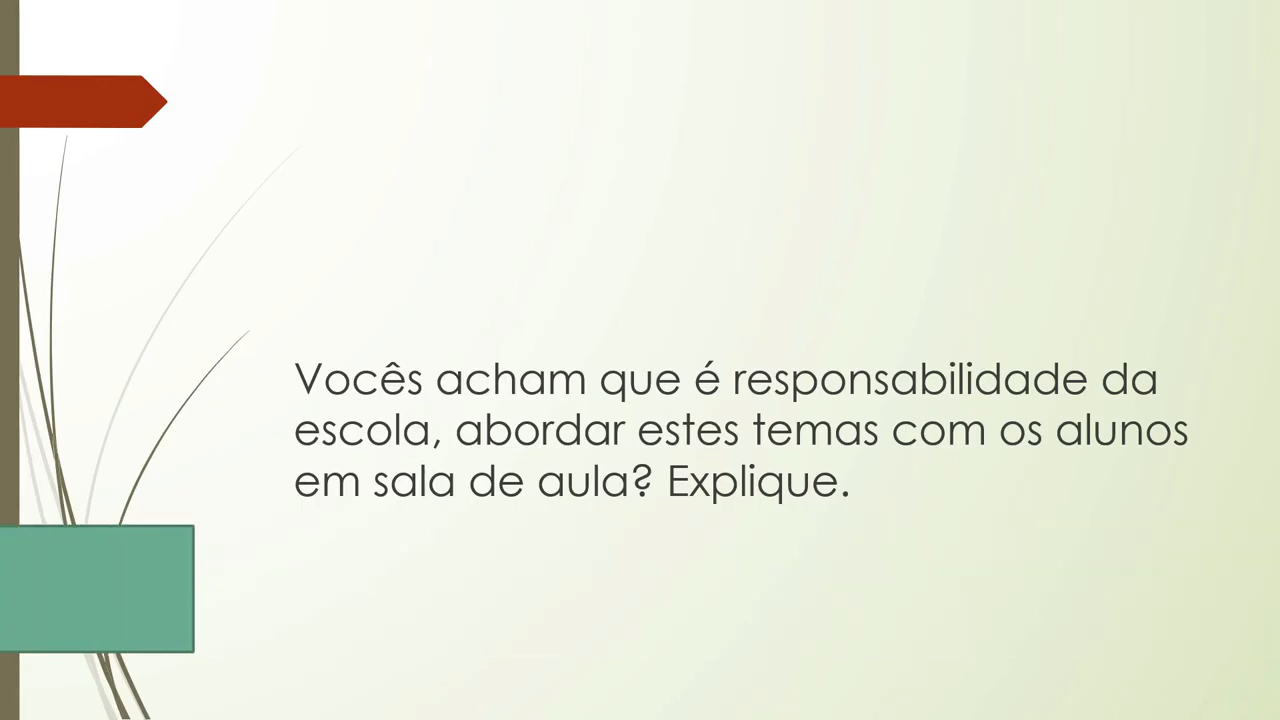 Vocês acham que é responsabilidade da
escola, abordar estes temas com os alunos
em sala de aula? Explique.